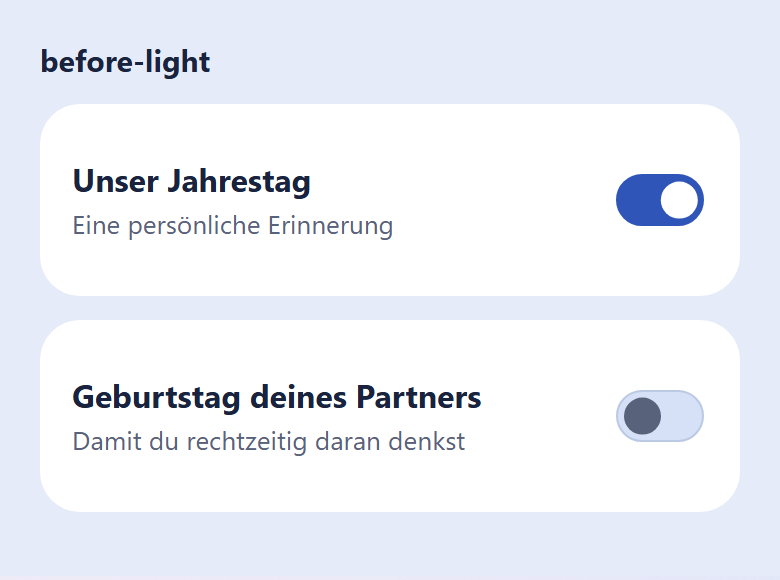 before-light
Unser Jahrestag
Eine persönliche Erinnerung
Geburtstag deines Partners
Damit du rechtzeitig daran denkst